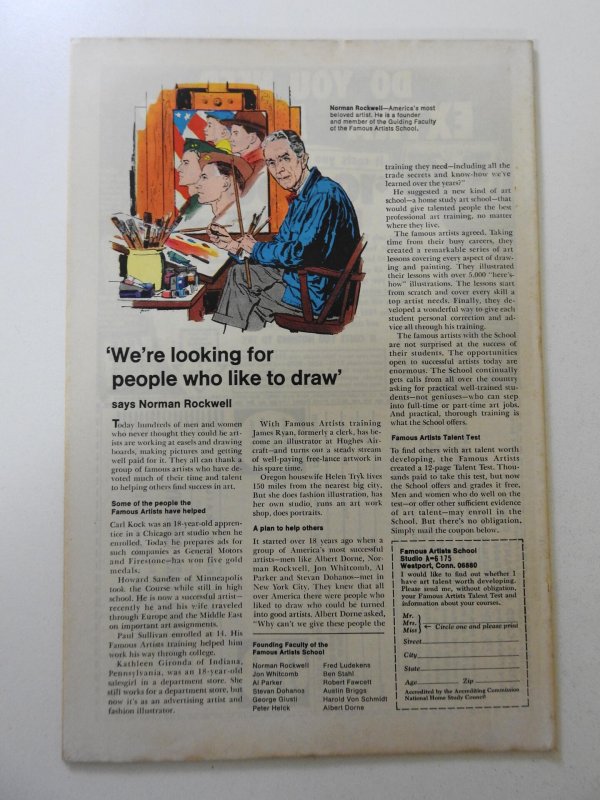 Norman Rockwell—America's most
beloved artist. He is a founder
and member of the Guiding Faculty
of the Famous Artists School.
'We're looking for
people who like to draw'
says Norman Rockwell
Today hundreds of men and women
who never thought they could be art-
ists are working at easels and drawing
boards, making pictures and getting
well paid for it. They all can thank a
group of famous artists who have de-
voted much of their time and talent
to helping others find success in art.
Some of the people the
Famous Artists have helped
Carl Kock was an 18-year-old appren-
tice in a Chicago art studio when he
enrolled. Today he prepares ads for
such companies as General Motors
and Firestone—has won five gold
medals.
Howard Sanden of Minneapolis
took the Course while still in high
school. He is now a successful artist—
recently he and his wife traveled
through Europe and the Middle East
on important art assignments.
Paul Sullivan enrolled at 14. His
Famous Artists training helped him
work his way through college.
Kathleen Gironda of Indiana,
Pennsylvania, was an 18-year-old
salesgirl in a department store. She
still works for a department store, but
now it's as an advertising artist and
fashion illustrator.
With Famous Artists training
James Ryan, formerly a clerk, has be-
come an illustrator at Hughes Air-
craft—and turns out a steady stream
of well-paying free-lance artwork in
his spare time.
Oregon housewife Helen Tryk lives
150 miles from the nearest big city.
But she does fashion illustration, has
her own studio, runs an art work
shop, does portraits.
A plan to help others
It started over 18 years ago when a
group of America's most successful
artists—men like Albert Dorne, Nor-
man Rockwell, Jon Whitcomb, Al
Parker and Stevan Dohanos—met in
New York City. They knew that all
over America there were people who
liked to draw who could be turned
into good artists. Albert Dorne asked,
"Why can't we give these people the
Founding Faculty of the
Famous Artists School
Norman Rockwell
Jon Whitcomb
Al Parker
Stevan Dohanos
George Giusti
Peter Helck
Fred Ludekens
Ben Stahl
Robert Fawcett
Austin Briggs
Harold Von Schmidt
Albert Dorne
training they need—including all the
trade secrets and know-how we've
learned over the years?"
He suggested a new kind of art
school—a home study art school—that
would give talented people the best
professional art training, no matter
where they live.
The famous artists agreed. Taking
time from their busy careers, they
created a remarkable series of art
lessons covering every aspect of draw-
ing and painting. They illustrated
their lessons with over 5,000 "here's-
how" illustrations. The lessons start
from scratch and cover every skill a
top artist needs. Finally, they de-
veloped a wonderful way to give each
student personal correction and ad-
vice all through his training.
The famous artists with the School
are not surprised at the success of
their students. The opportunities
open to successful artists today are
enormous. The School continually
gets calls from all over the country
asking for practical well-trained stu-
dents—not geniuses—who can step
into full-time or part-time art jobs.
And practical, thorough training is
what the School offers.
Famous Artists Talent Test
To find others with art talent worth
developing, the Famous Artists
created a 12-page Talent Test. Thou-
sands paid to take this test, but now
the School offers and grades it free.
Men and women who do well on the
test—or offer other sufficient evidence
of art talent—may enroll in the
School. But there's no obligation.
Simply mail the coupon below.
Famous Artists School
Studio A-6175
Westport, Conn. 06880
I would like to find out whether I
have art talent worth developing.
Please send me, without obligation,
your Famous Artists Talent Test and
information about your courses.
Mr.
Mrs. ← Circle one and please print
Miss
Street
City
State
Age Zip
Accredited by the Accrediting Commission
National Home Study Council